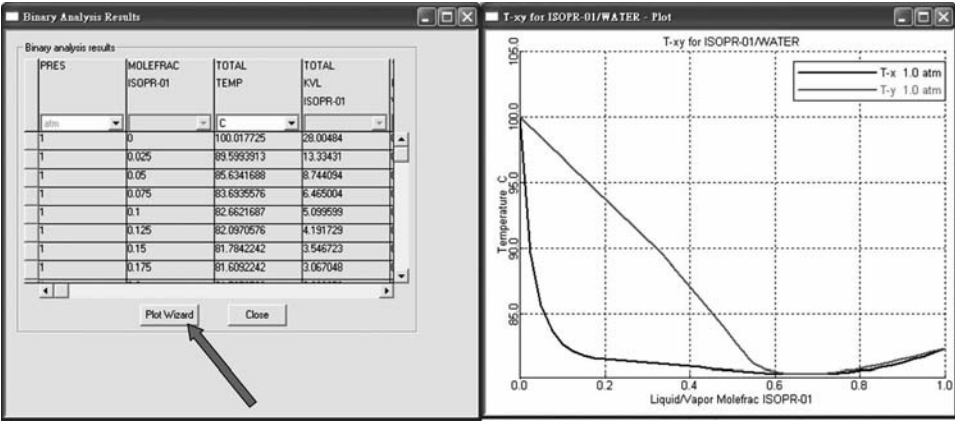 Binary Analysis Results
Binary analysis results
PRES MOLEFRAC ISOPR-01 TOTAL TEMP TOTAL KVL ISOPR-01
atm C
1 0 100.017725 28.00484
1 0.025 89.5993913 13.33431
1 0.05 85.6341688 8.744094
1 0.075 83.6935576 6.465004
1 0.1 82.6621687 5.099599
1 0.125 82.0970576 4.191729
1 0.15 81.7842242 3.546723
1 0.175 81.6092242 3.067048
Plot Wizard Close
T-xy for ISOPR-01/WATER - Plot
T-xy for ISOPR-01/WATER
T-x 1.0 atm
T-y 1.0 atm
Temperature C
105.0
100.0
95.0
90.0
85.0
0.0 0.2 0.4 0.6 0.8 1.0
Liquid/Vapor Molefrac ISOPR-01